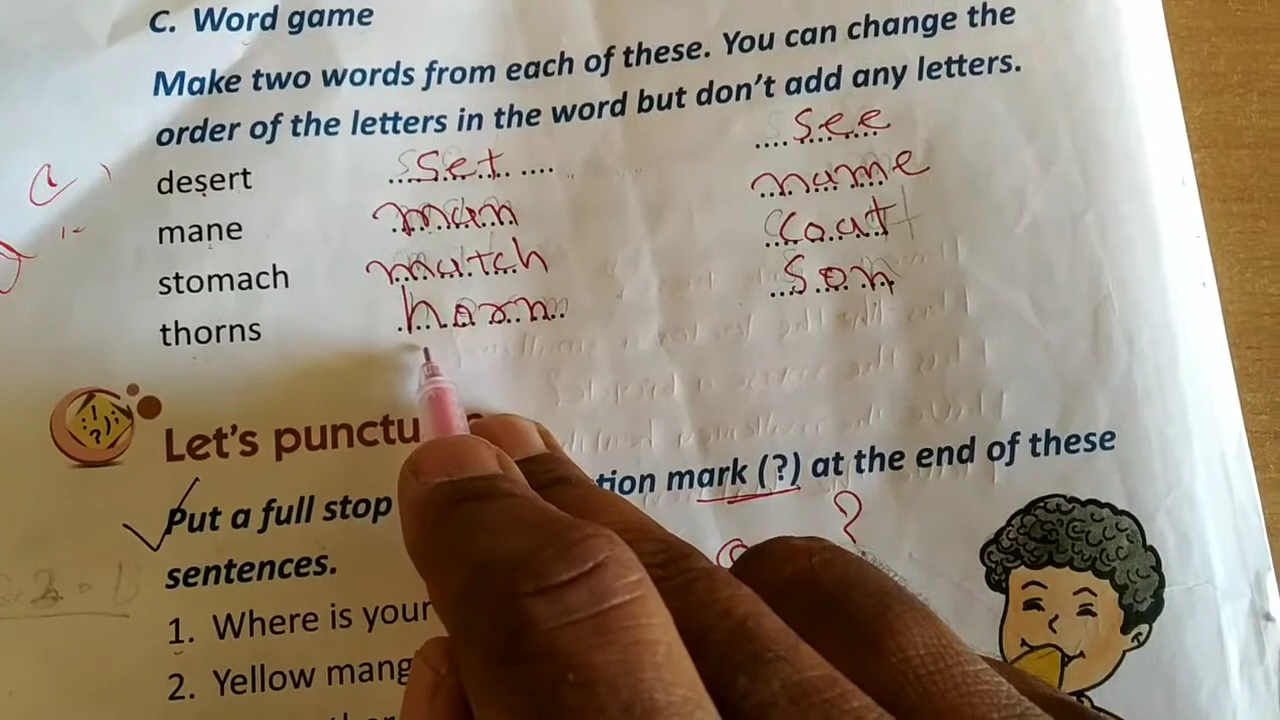 C. Word game
Make two words from each of these. You can change the
order of the letters in the word but don't add any letters.
desert set see
mane man name
stomach match coat
thorns horn son
Let's punctu
Put a full stop tion mark (?) at the end of these
sentences.
?
1. Where is your
2. Yellow mang